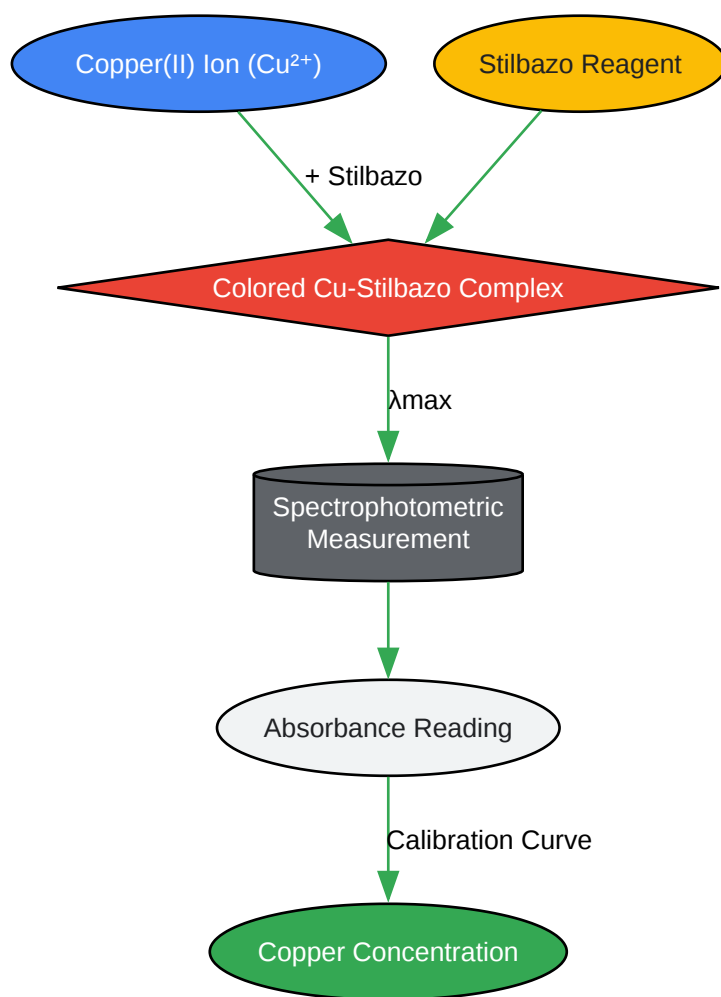 Copper(II) Ion (Cu²⁺)
Stilbazo Reagent
+ Stilbazo
Colored Cu-Stilbazo Complex
λmax
Spectrophotometric
Measurement
Absorbance Reading
Calibration Curve
Copper Concentration